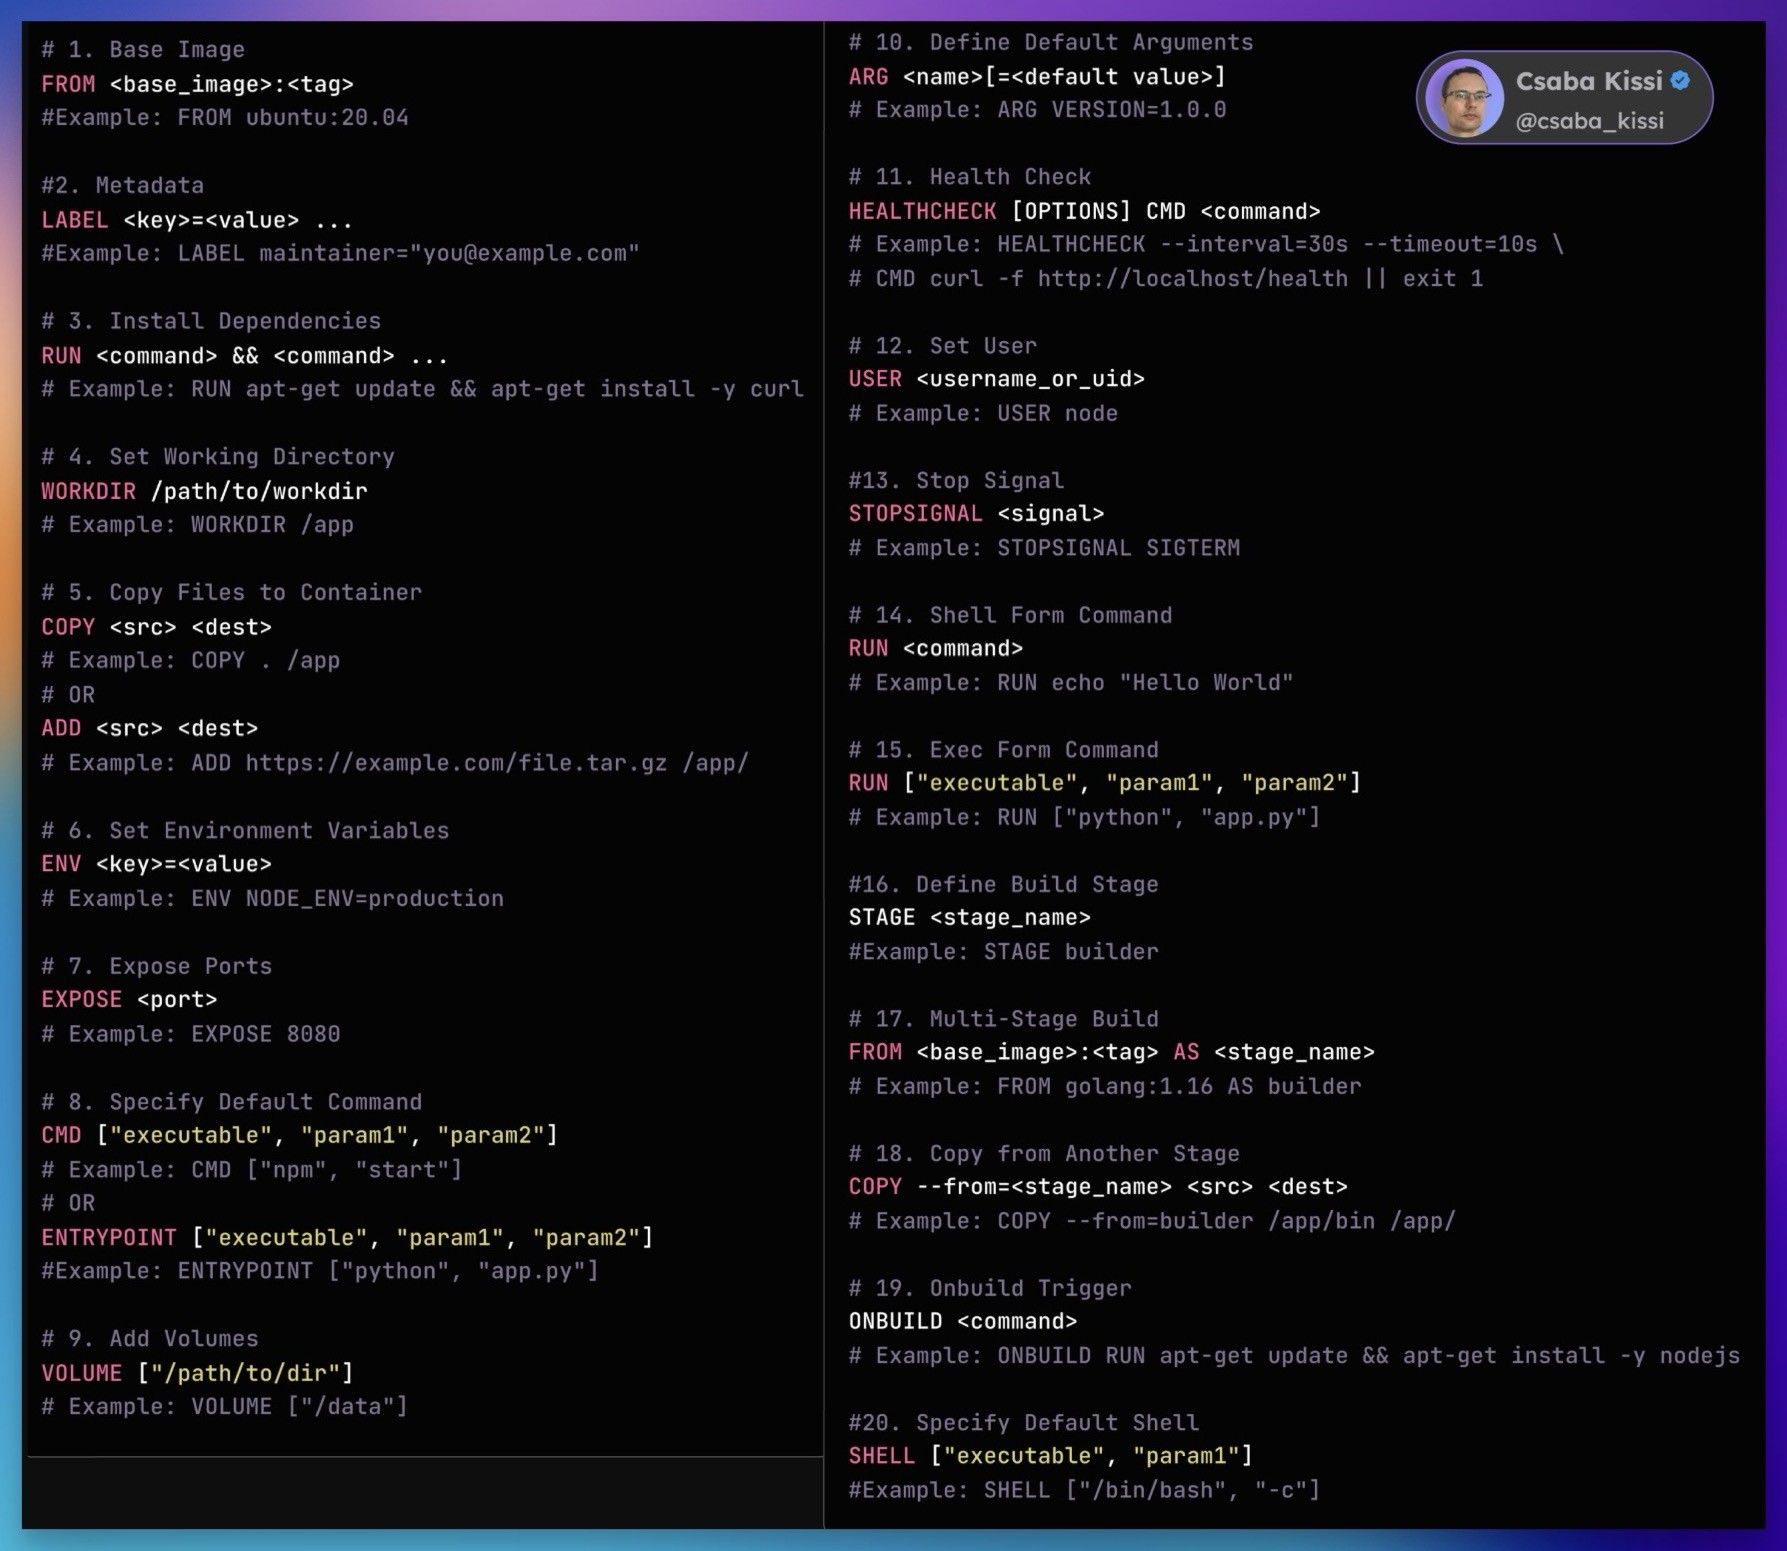 # 1. Base Image
FROM <base_image>:<tag>
#Example: FROM ubuntu:20.04
#2. Metadata
LABEL <key>=<value> ...
#Example: LABEL maintainer="you@example.com"
# 3. Install Dependencies
RUN <command> && <command> ...
# Example: RUN apt-get update && apt-get install -y curl
# 4. Set Working Directory
WORKDIR /path/to/workdir
# Example: WORKDIR /app
# 5. Copy Files to Container
COPY <src> <dest>
# Example: COPY . /app
# OR
ADD <src> <dest>
# Example: ADD https://example.com/file.tar.gz /app/
# 6. Set Environment Variables
ENV <key>=<value>
# Example: ENV NODE_ENV=production
# 7. Expose Ports
EXPOSE <port>
# Example: EXPOSE 8080
# 8. Specify Default Command
CMD ["executable", "param1", "param2"]
# Example: CMD ["npm", "start"]
# OR
ENTRYPOINT ["executable", "param1", "param2"]
#Example: ENTRYPOINT ["python", "app.py"]
# 9. Add Volumes
VOLUME ["/path/to/dir"]
# Example: VOLUME ["/data"]
# 10. Define Default Arguments
ARG <name>[=<default value>]
# Example: ARG VERSION=1.0.0
Csaba Kissi
@csaba_kissi
# 11. Health Check
HEALTHCHECK [OPTIONS] CMD <command>
# Example: HEALTHCHECK --interval=30s --timeout=10s \
# CMD curl -f http://localhost/health || exit 1
# 12. Set User
USER <username_or_uid>
# Example: USER node
#13. Stop Signal
STOPSIGNAL <signal>
# Example: STOPSIGNAL SIGTERM
# 14. Shell Form Command
RUN <command>
# Example: RUN echo "Hello World"
# 15. Exec Form Command
RUN ["executable", "param1", "param2"]
# Example: RUN ["python", "app.py"]
#16. Define Build Stage
STAGE <stage_name>
#Example: STAGE builder
# 17. Multi-Stage Build
FROM <base_image>:<tag> AS <stage_name>
# Example: FROM golang:1.16 AS builder
# 18. Copy from Another Stage
COPY --from=<stage_name> <src> <dest>
# Example: COPY --from=builder /app/bin /app/
# 19. Onbuild Trigger
ONBUILD <command>
# Example: ONBUILD RUN apt-get update && apt-get install -y nodejs
#20. Specify Default Shell
SHELL ["executable", "param1"]
#Example: SHELL ["/bin/bash", "-c"]